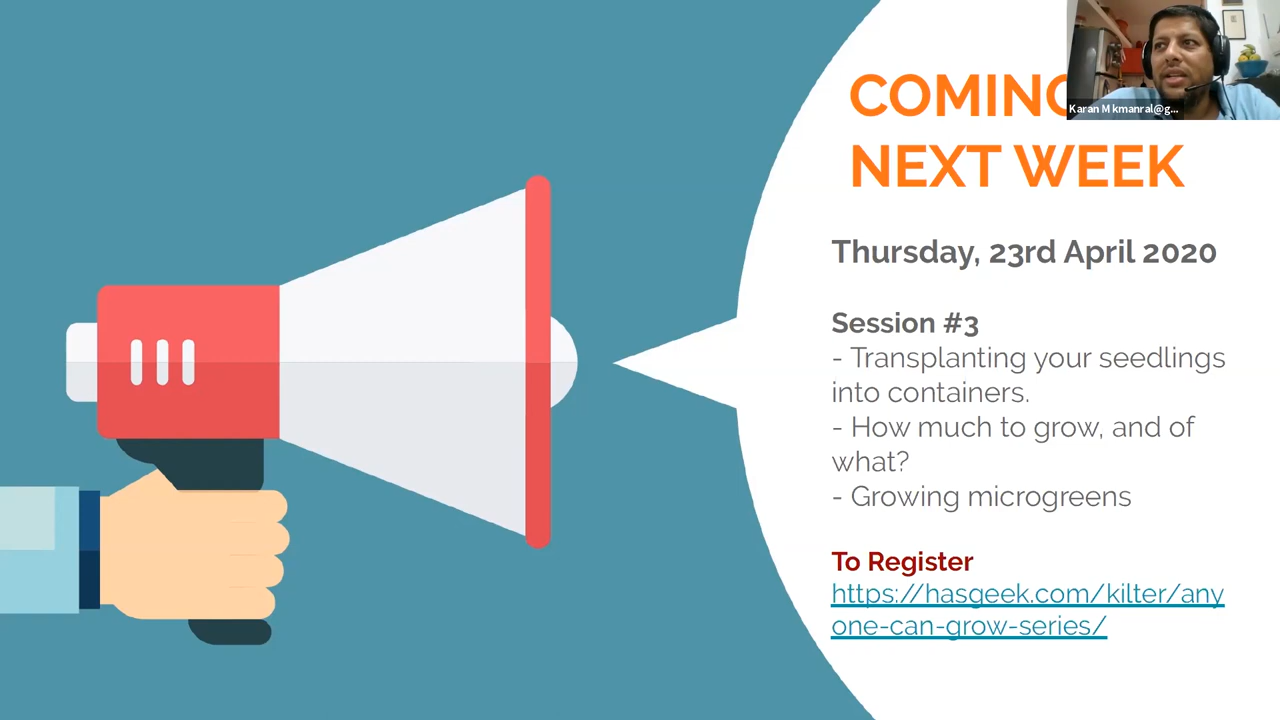 COMING
NEXT WEEK
Karan M kmanral@g...
Thursday, 23rd April 2020
Session #3
- Transplanting your seedlings
into containers.
- How much to grow, and of
what?
- Growing microgreens
To Register
https://hasgeek.com/kilter/any
one-can-grow-series/